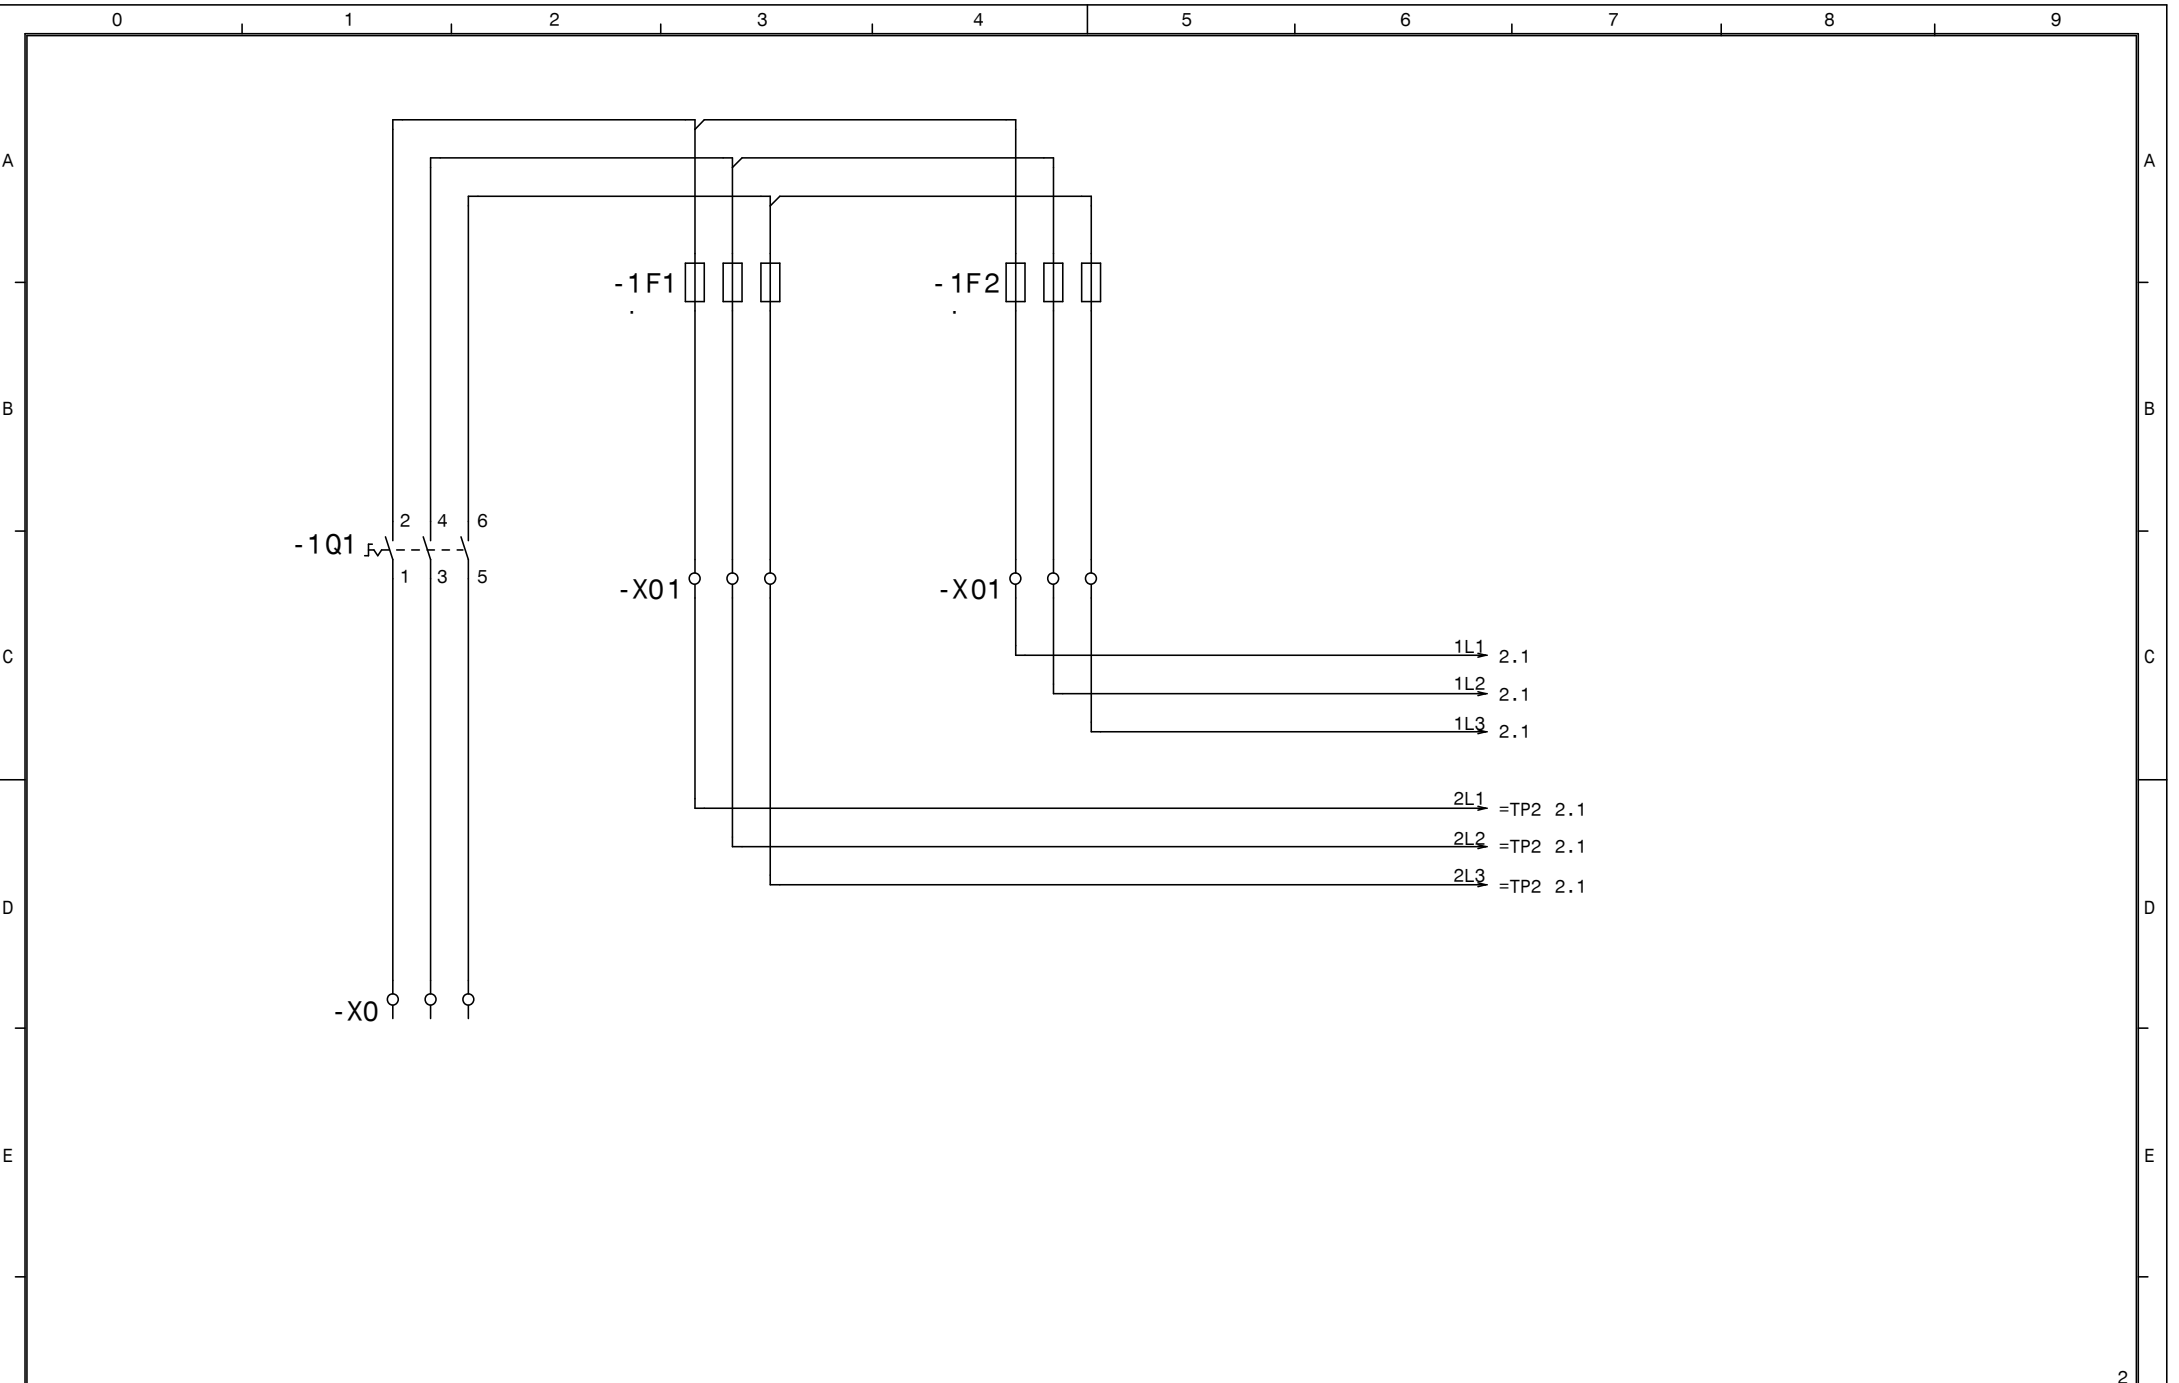 0 1 2 3 4 5 6 7 8 9
A A
-1F1 -1F2
. .
B B
2 4 6
-1Q1
1 3 5
-X01 -X01
1L1
C 2.1 C
1L2
2.1
1L3
2.1
2L1
=TP2 2.1
2L2
=TP2 2.1
2L3
=TP2 2.1
D D
-X0
E E
2